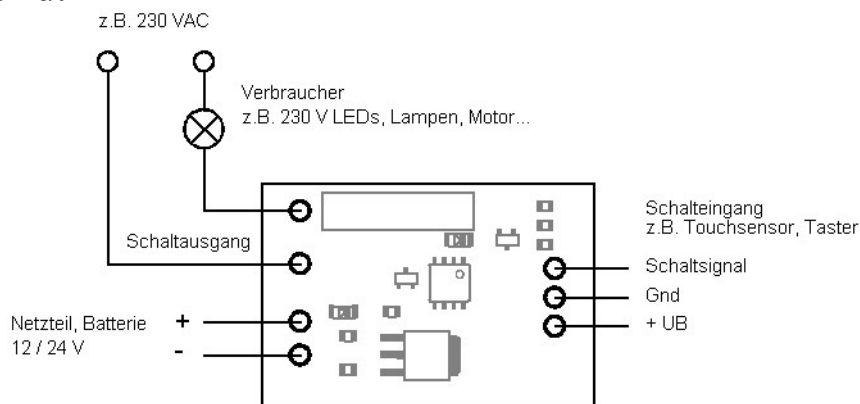 z.B. 230 VAC
Verbraucher
z.B. 230 V LEDs, Lampen, Motor...
Schaltausgang
Netzteil, Batterie
12 / 24 V
+
-
Schalteingang
z.B. Touchsensor, Taster
Schaltsignal
Gnd
+ UB